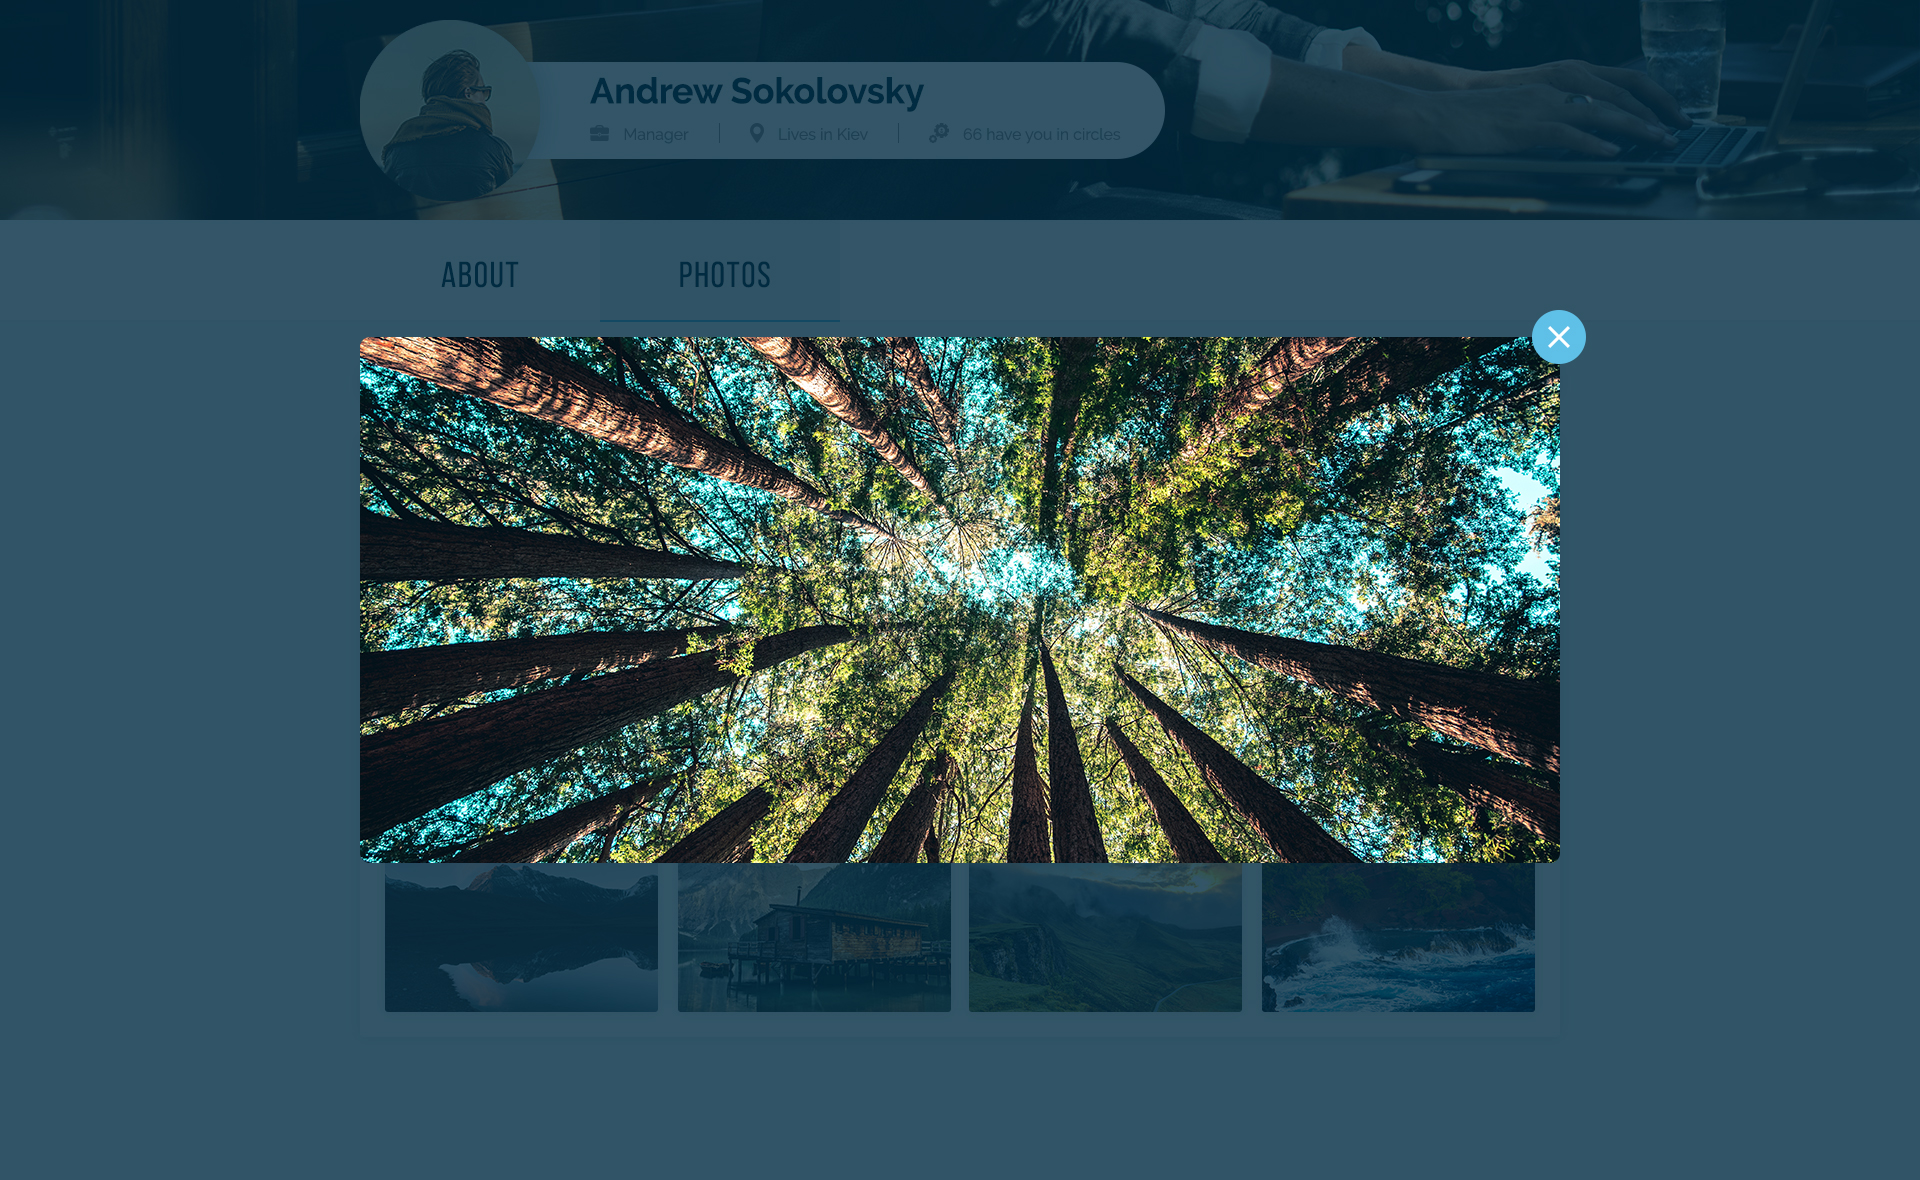 Andrew Sokolovsky
Manager
Lives in Kiev
66 have you in circles
ABOUT
PHOTOS